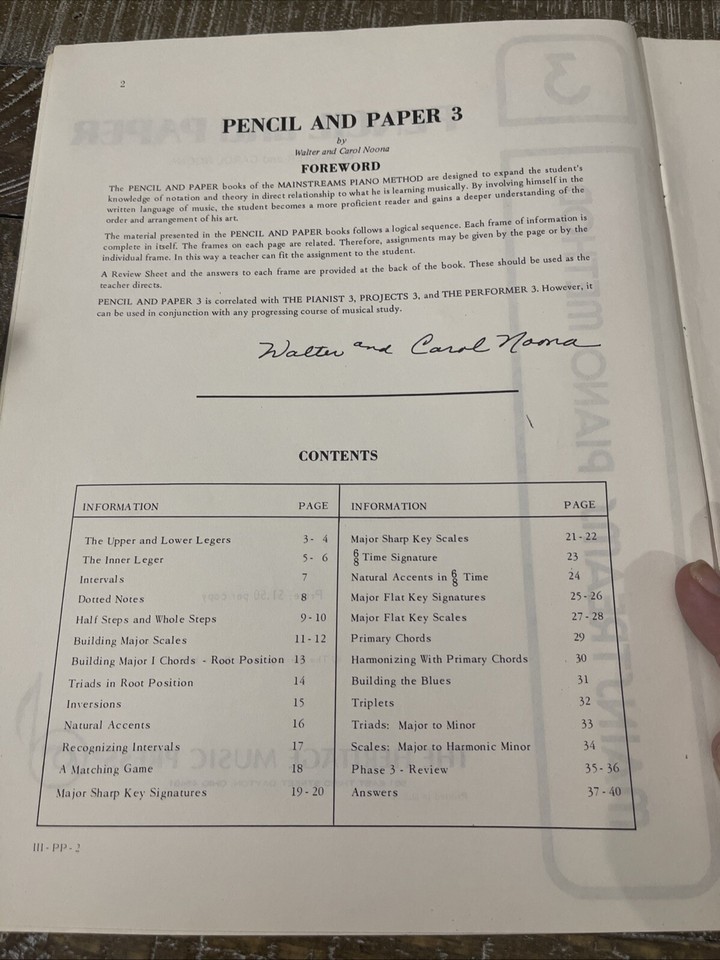 2
PENCIL AND PAPER 3
by
Walter and Carol Noona
FOREWORD
The PENCIL AND PAPER books of the MAINSTREAMS PIANO METHOD are designed to expand the student's
knowledge of notation and theory in direct relationship to what he is learning musically. By involving himself in the
written language of music, the student becomes a more proficient reader and gains a deeper understanding of the
order and arrangement of his art.
The material presented in the PENCIL AND PAPER books follows a logical sequence. Each frame of information is
complete in itself. The frames on each page are related. Therefore, assignments may be given by the page or by the
individual frame. In this way a teacher can fit the assignment to the student.
A Review Sheet and the answers to each frame are provided at the back of the book. These should be used as the
teacher directs.
PENCIL AND PAPER 3 is correlated with THE PIANIST 3, PROJECTS 3, and THE PERFORMER 3. However, it
can be used in conjunction with any progressing course of musical study.
Walter and Carol Noona
CONTENTS
INFORMATION PAGE
The Upper and Lower Legers 3- 4
The Inner Leger 5- 6
Intervals 7
Dotted Notes 8
Half Steps and Whole Steps 9-10
Building Major Scales 11-12
Building Major I Chords - Root Position 13
Triads in Root Position 14
Inversions 15
Natural Accents 16
Recognizing Intervals 17
A Matching Game 18
Major Sharp Key Signatures 19-20
INFORMATION PAGE
Major Sharp Key Scales 21-22
6/8 Time Signature 23
Natural Accents in 6/8 Time 24
Major Flat Key Signatures 25-26
Major Flat Key Scales 27-28
Primary Chords 29
Harmonizing With Primary Chords 30
Building the Blues 31
Triplets 32
Triads: Major to Minor 33
Scales: Major to Harmonic Minor 34
Phase 3 - Review 35-36
Answers 37-40
III-PP-2